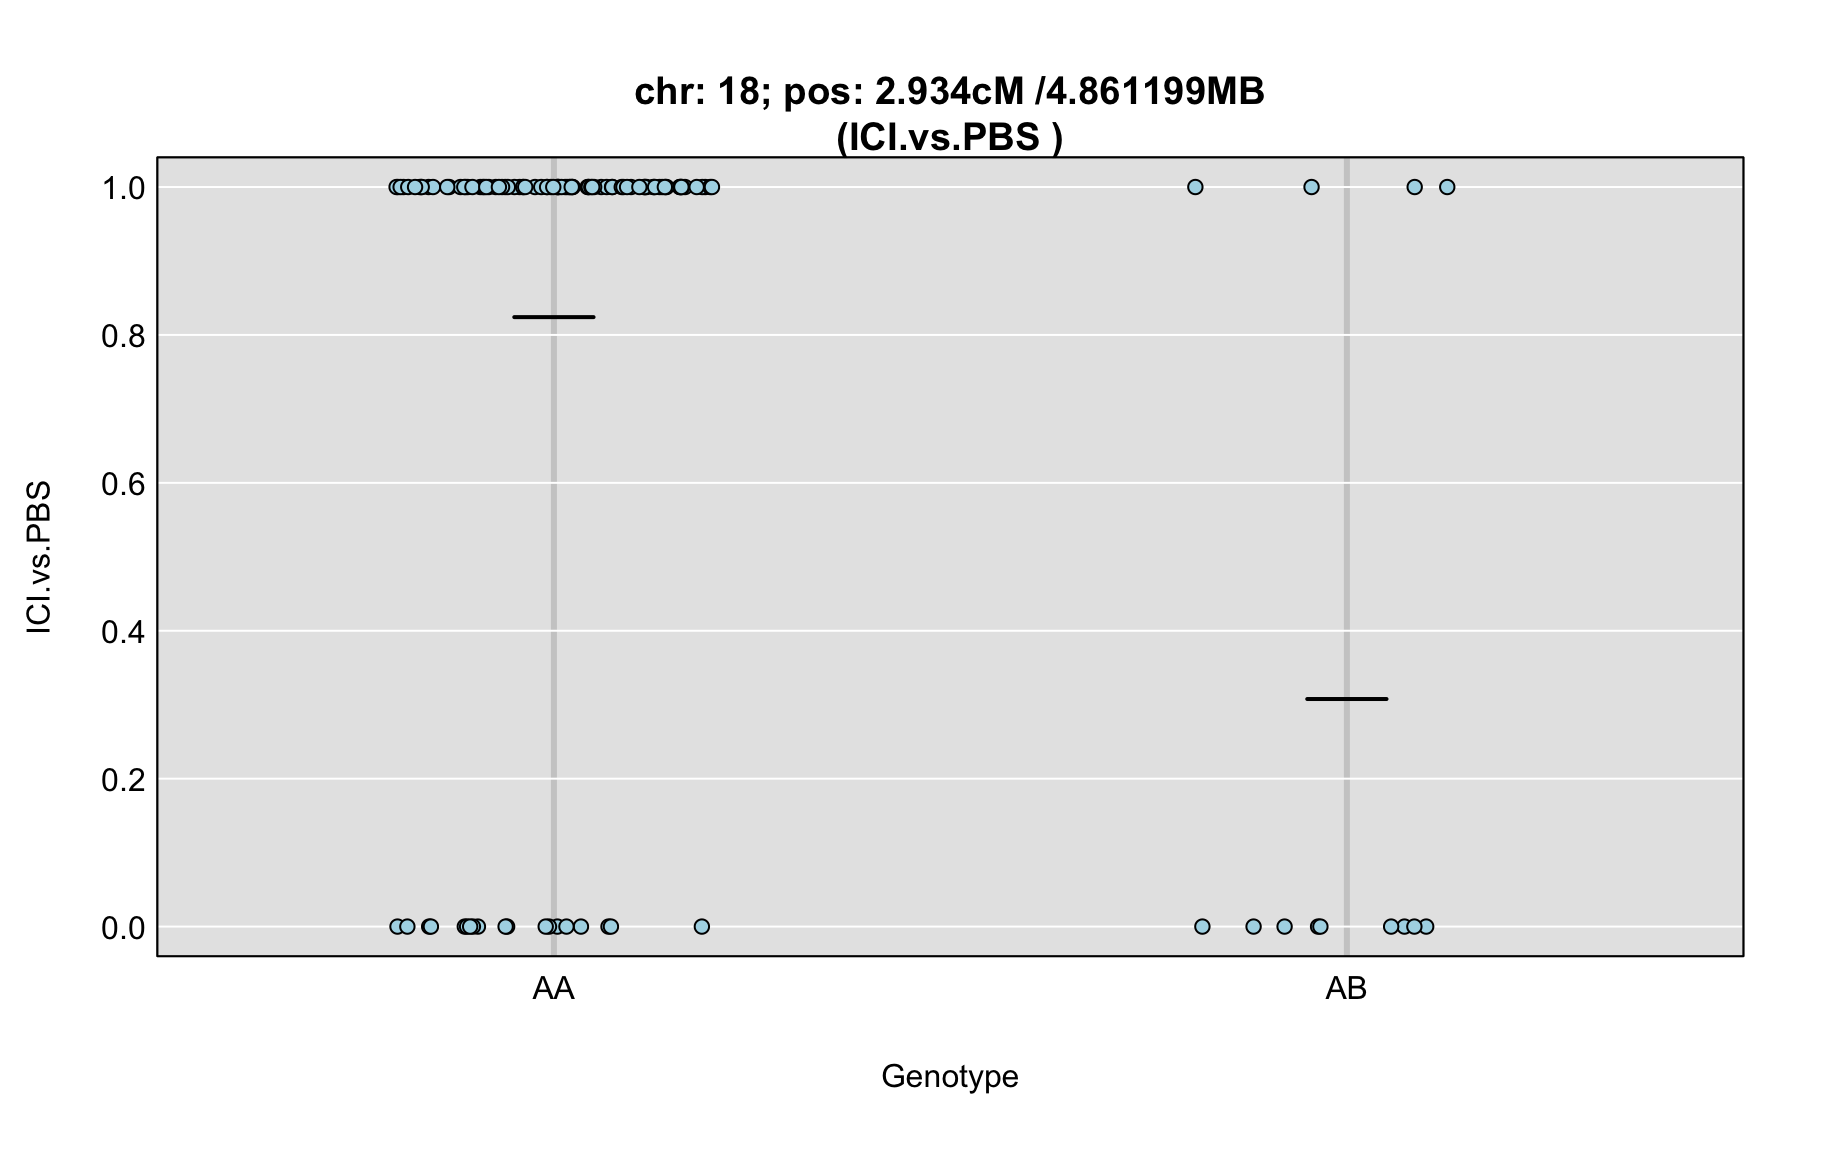 chr: 18; pos: 2.934cM /4.861199MB
(ICI.vs.PBS )
1.0
0.8
0.6
0.4
0.2
0.0
ICI.vs.PBS
AA
AB
Genotype